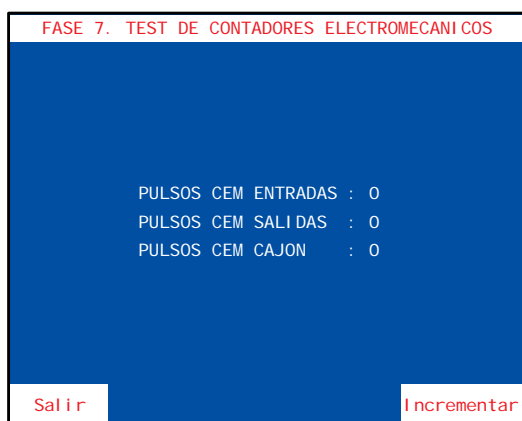 FASE 7. TEST DE CONTADORES ELECTROMECANICOS
PULSOS CEM ENTRADAS : 0
PULSOS CEM SALIDAS : 0
PULSOS CEM CAJON : 0
Salir
Incrementar